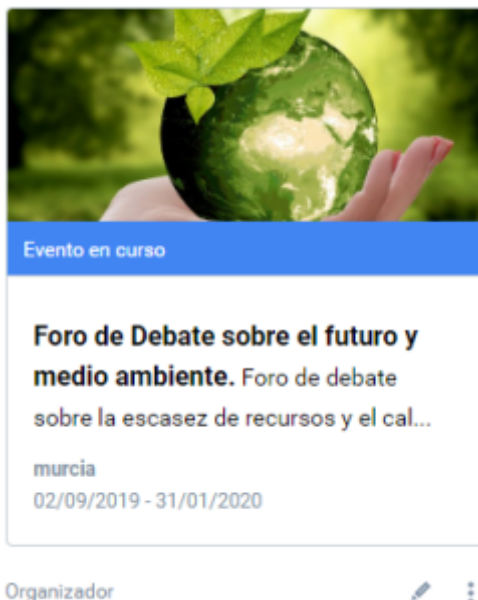 Evento en curso
Foro de Debate sobre el futuro y
medio ambiente. Foro de debate
sobre la escasez de recursos y el cal...
murcia
02/09/2019 - 31/01/2020
Organizador